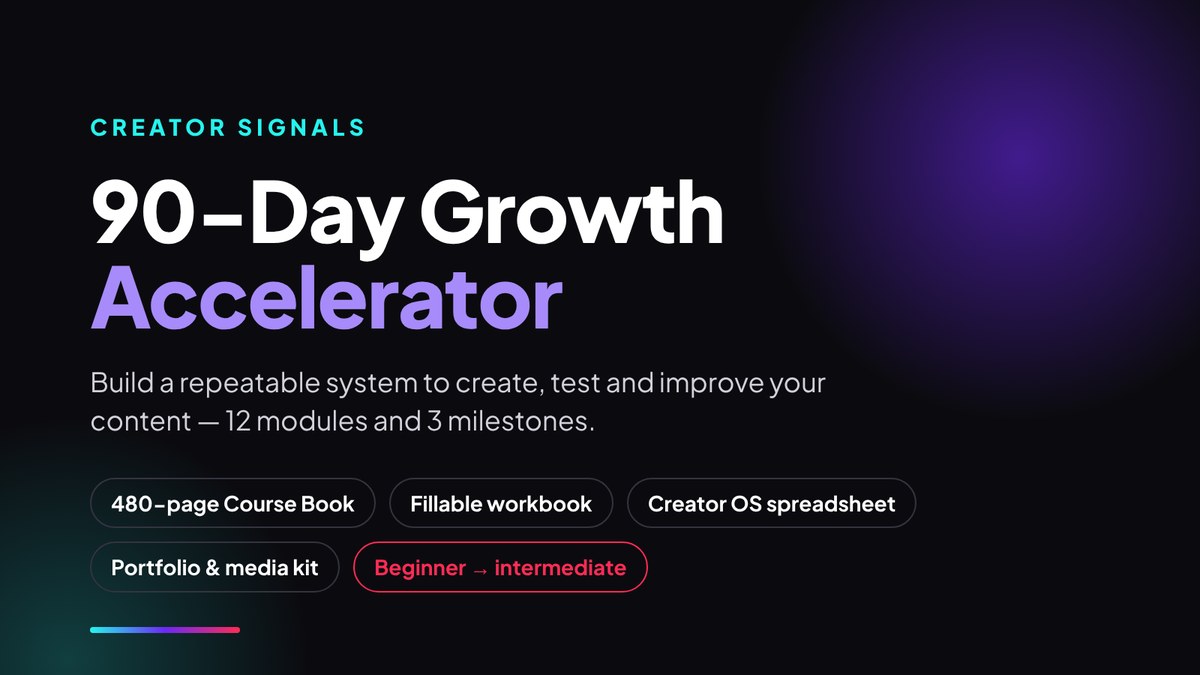 CREATOR SIGNALS
90–Day Growth
Accelerator
Build a repeatable system to create, test and improve your
content — 12 modules and 3 milestones.
480–page Course Book
Fillable workbook
Creator OS spreadsheet
Portfolio & media kit
Beginner → intermediate